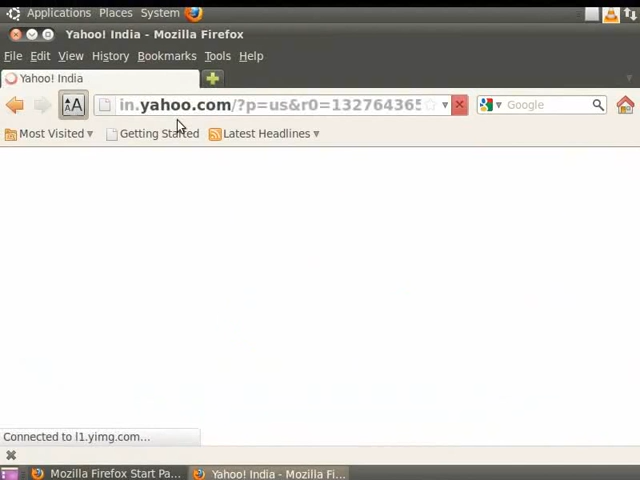 Applications Places System
Yahoo! India - Mozilla Firefox
File Edit View History Bookmarks Tools Help
Yahoo! India
AA in.yahoo.com/?p=us&r0=132764365 Google
Most Visited Getting Started Latest Headlines
Connected to l1.yimg.com...
Mozilla Firefox Start Pa... Yahoo! India - Mozilla Fi...